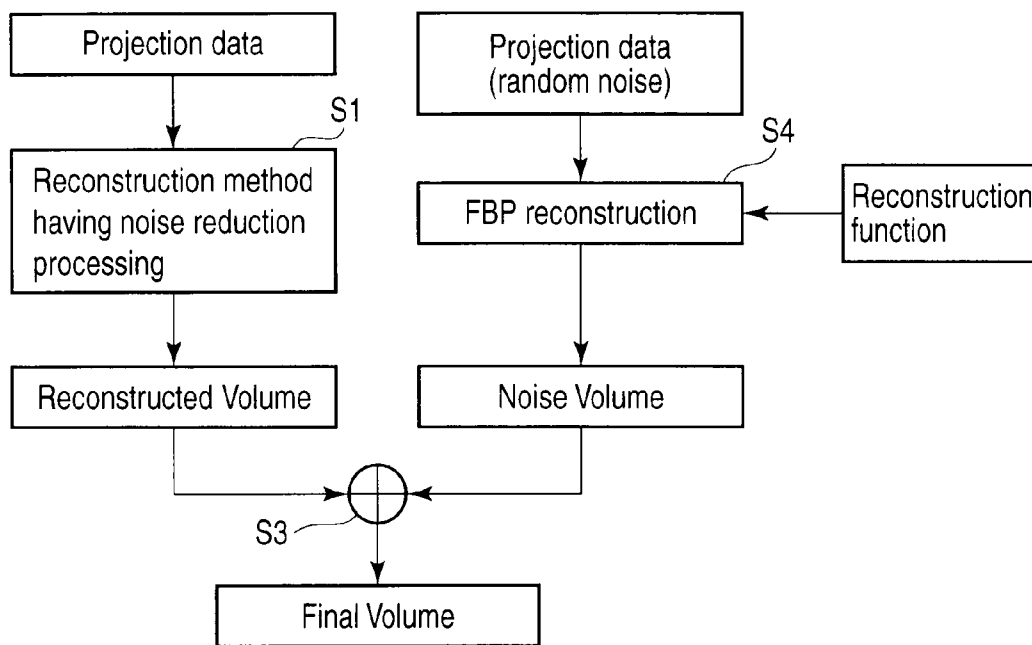 Projection data
Projection data
(random noise)
S1
Reconstruction method
having noise reduction
processing
S4
FBP reconstruction
Reconstruction
function
Reconstructed Volume
Noise Volume
S3
Final Volume